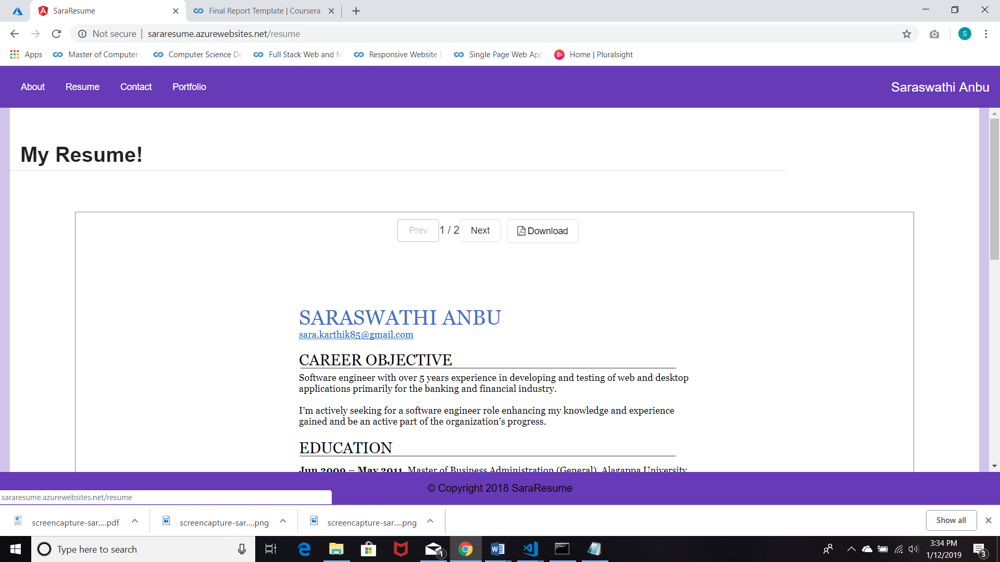 SaraResume
Final Report Template | Coursera
Not secure | sararesume.azurewebsites.net/resume
S
Apps
Master of Computer
Computer Science De
Full Stack Web and M
Responsive Website
Single Page Web App
Home | Pluralsight
About
Resume
Contact
Portfolio
Saraswathi Anbu
My Resume!
Prev
1 / 2
Next
Download
SARASWATHI ANBU
sara.karthik85@gmail.com
CAREER OBJECTIVE
Software engineer with over 5 years experience in developing and testing of web and desktop
applications primarily for the banking and financial industry.
I'm actively seeking for a software engineer role enhancing my knowledge and experience
gained and be an active part of the organization's progress.
EDUCATION
Jun 2009 – May 2011, Master of Business Administration (General), Alagappa University
© Copyright 2018 SaraResume
sararesume.azurewebsites.net/resume
screencapture-sar....pdf
screencapture-sar....png
screencapture-sar....png
Show all
Type here to search
1
3:34 PM
1/12/2019
3